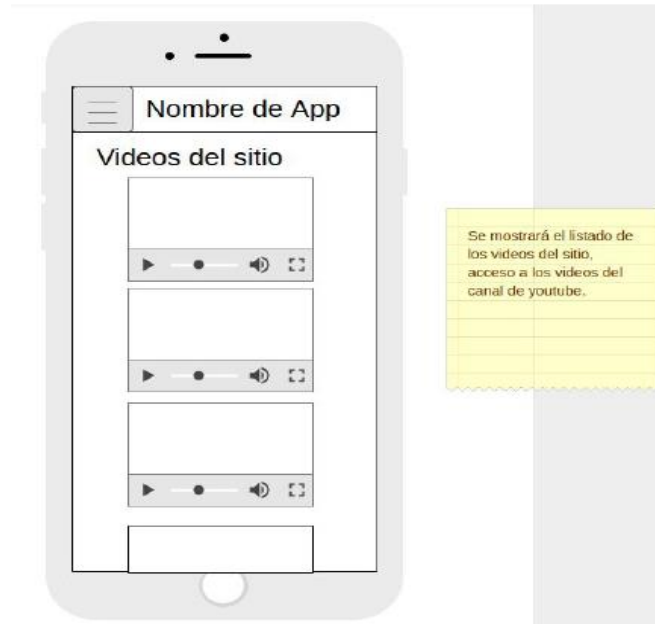 Nombre de App
Videos del sitio
Se mostrará el listado de
los videos del sitio,
acceso a los videos del
canal de youtube.